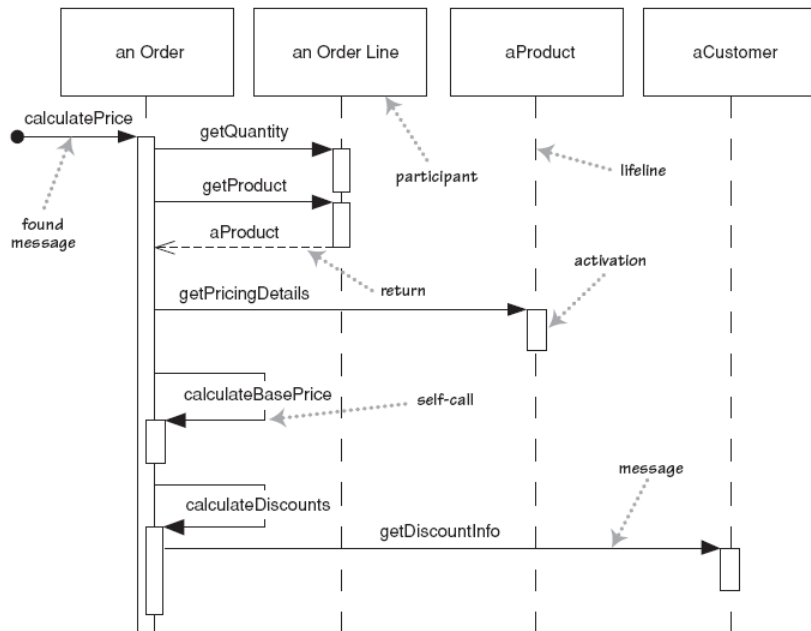 an Order
an Order Line
aProduct
aCustomer
calculatePrice
getQuantity
participant
lifeline
getProduct
found
message
aProduct
activation
return
getPricingDetails
calculateBasePrice
self-call
message
calculateDiscounts
getDiscountInfo